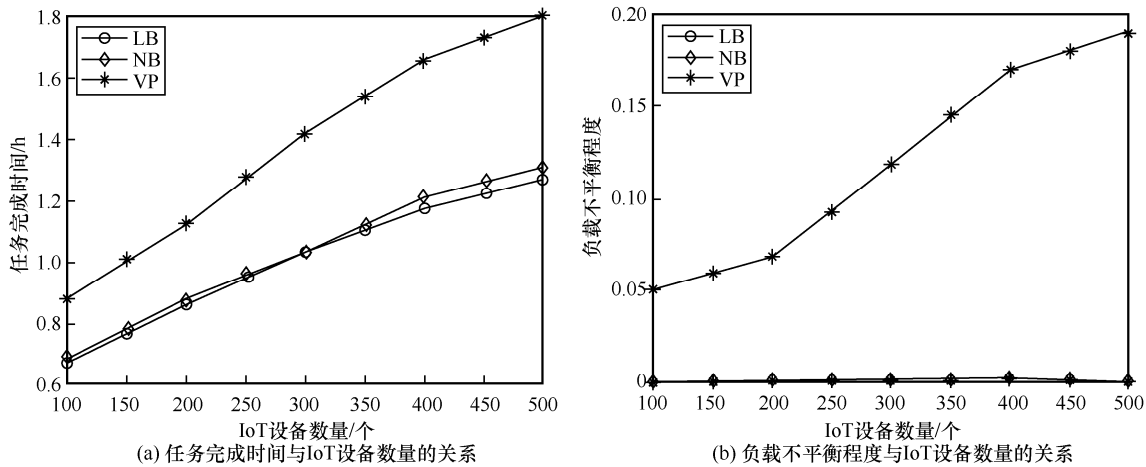 1.8
1.6
1.4
1.2
1.0
0.8
0.6
任务完成时间/h
LB
NB
VP
100 150 200 250 300 350 400 450 500
IoT设备数量/个
(a) 任务完成时间与IoT设备数量的关系
0.20
0.15
0.10
0.05
0
负载不平衡程度
LB
NB
VP
100 150 200 250 300 350 400 450 500
IoT设备数量/个
(b) 负载不平衡程度与IoT设备数量的关系